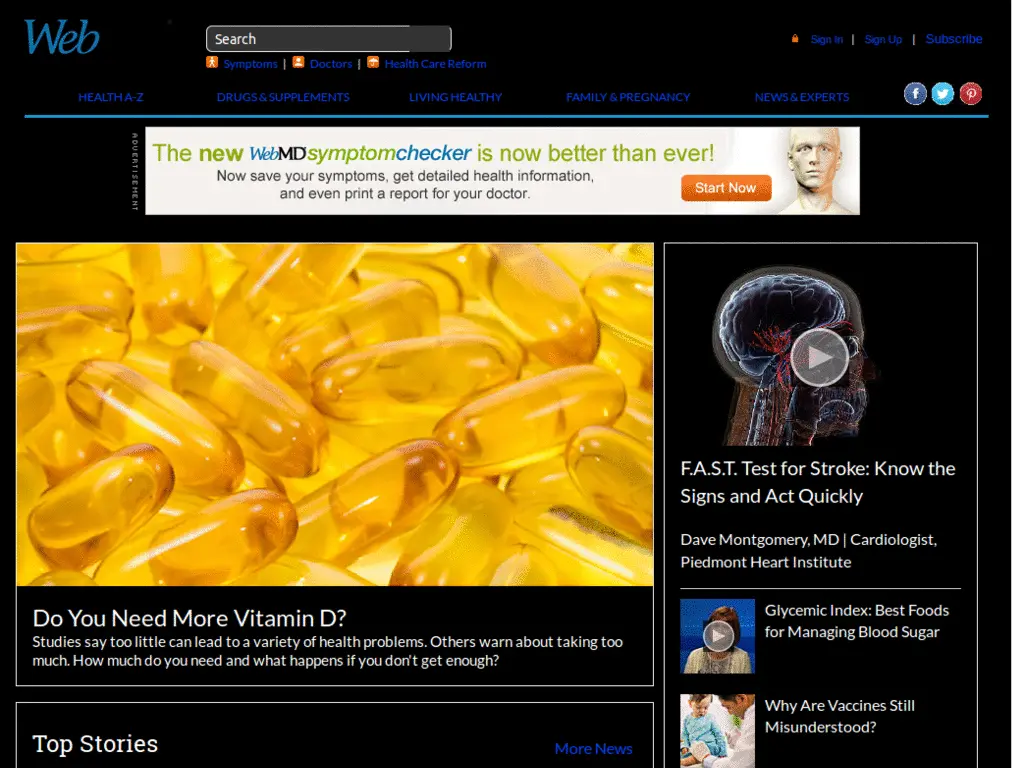 Web
Search
Sign In | Sign Up | Subscribe
Symptoms | Doctors | Health Care Reform
HEALTH A-Z
DRUGS & SUPPLEMENTS
LIVING HEALTHY
FAMILY & PREGNANCY
NEWS & EXPERTS
ADVERTISEMENT
The new WebMD symptomchecker is now better than ever!
Now save your symptoms, get detailed health information,
and even print a report for your doctor.
Start Now
Do You Need More Vitamin D?
Studies say too little can lead to a variety of health problems. Others warn about taking too
much. How much do you need and what happens if you don't get enough?
Top Stories
More News
F.A.S.T. Test for Stroke: Know the
Signs and Act Quickly
Dave Montgomery, MD | Cardiologist,
Piedmont Heart Institute
Glycemic Index: Best Foods
for Managing Blood Sugar
Why Are Vaccines Still
Misunderstood?